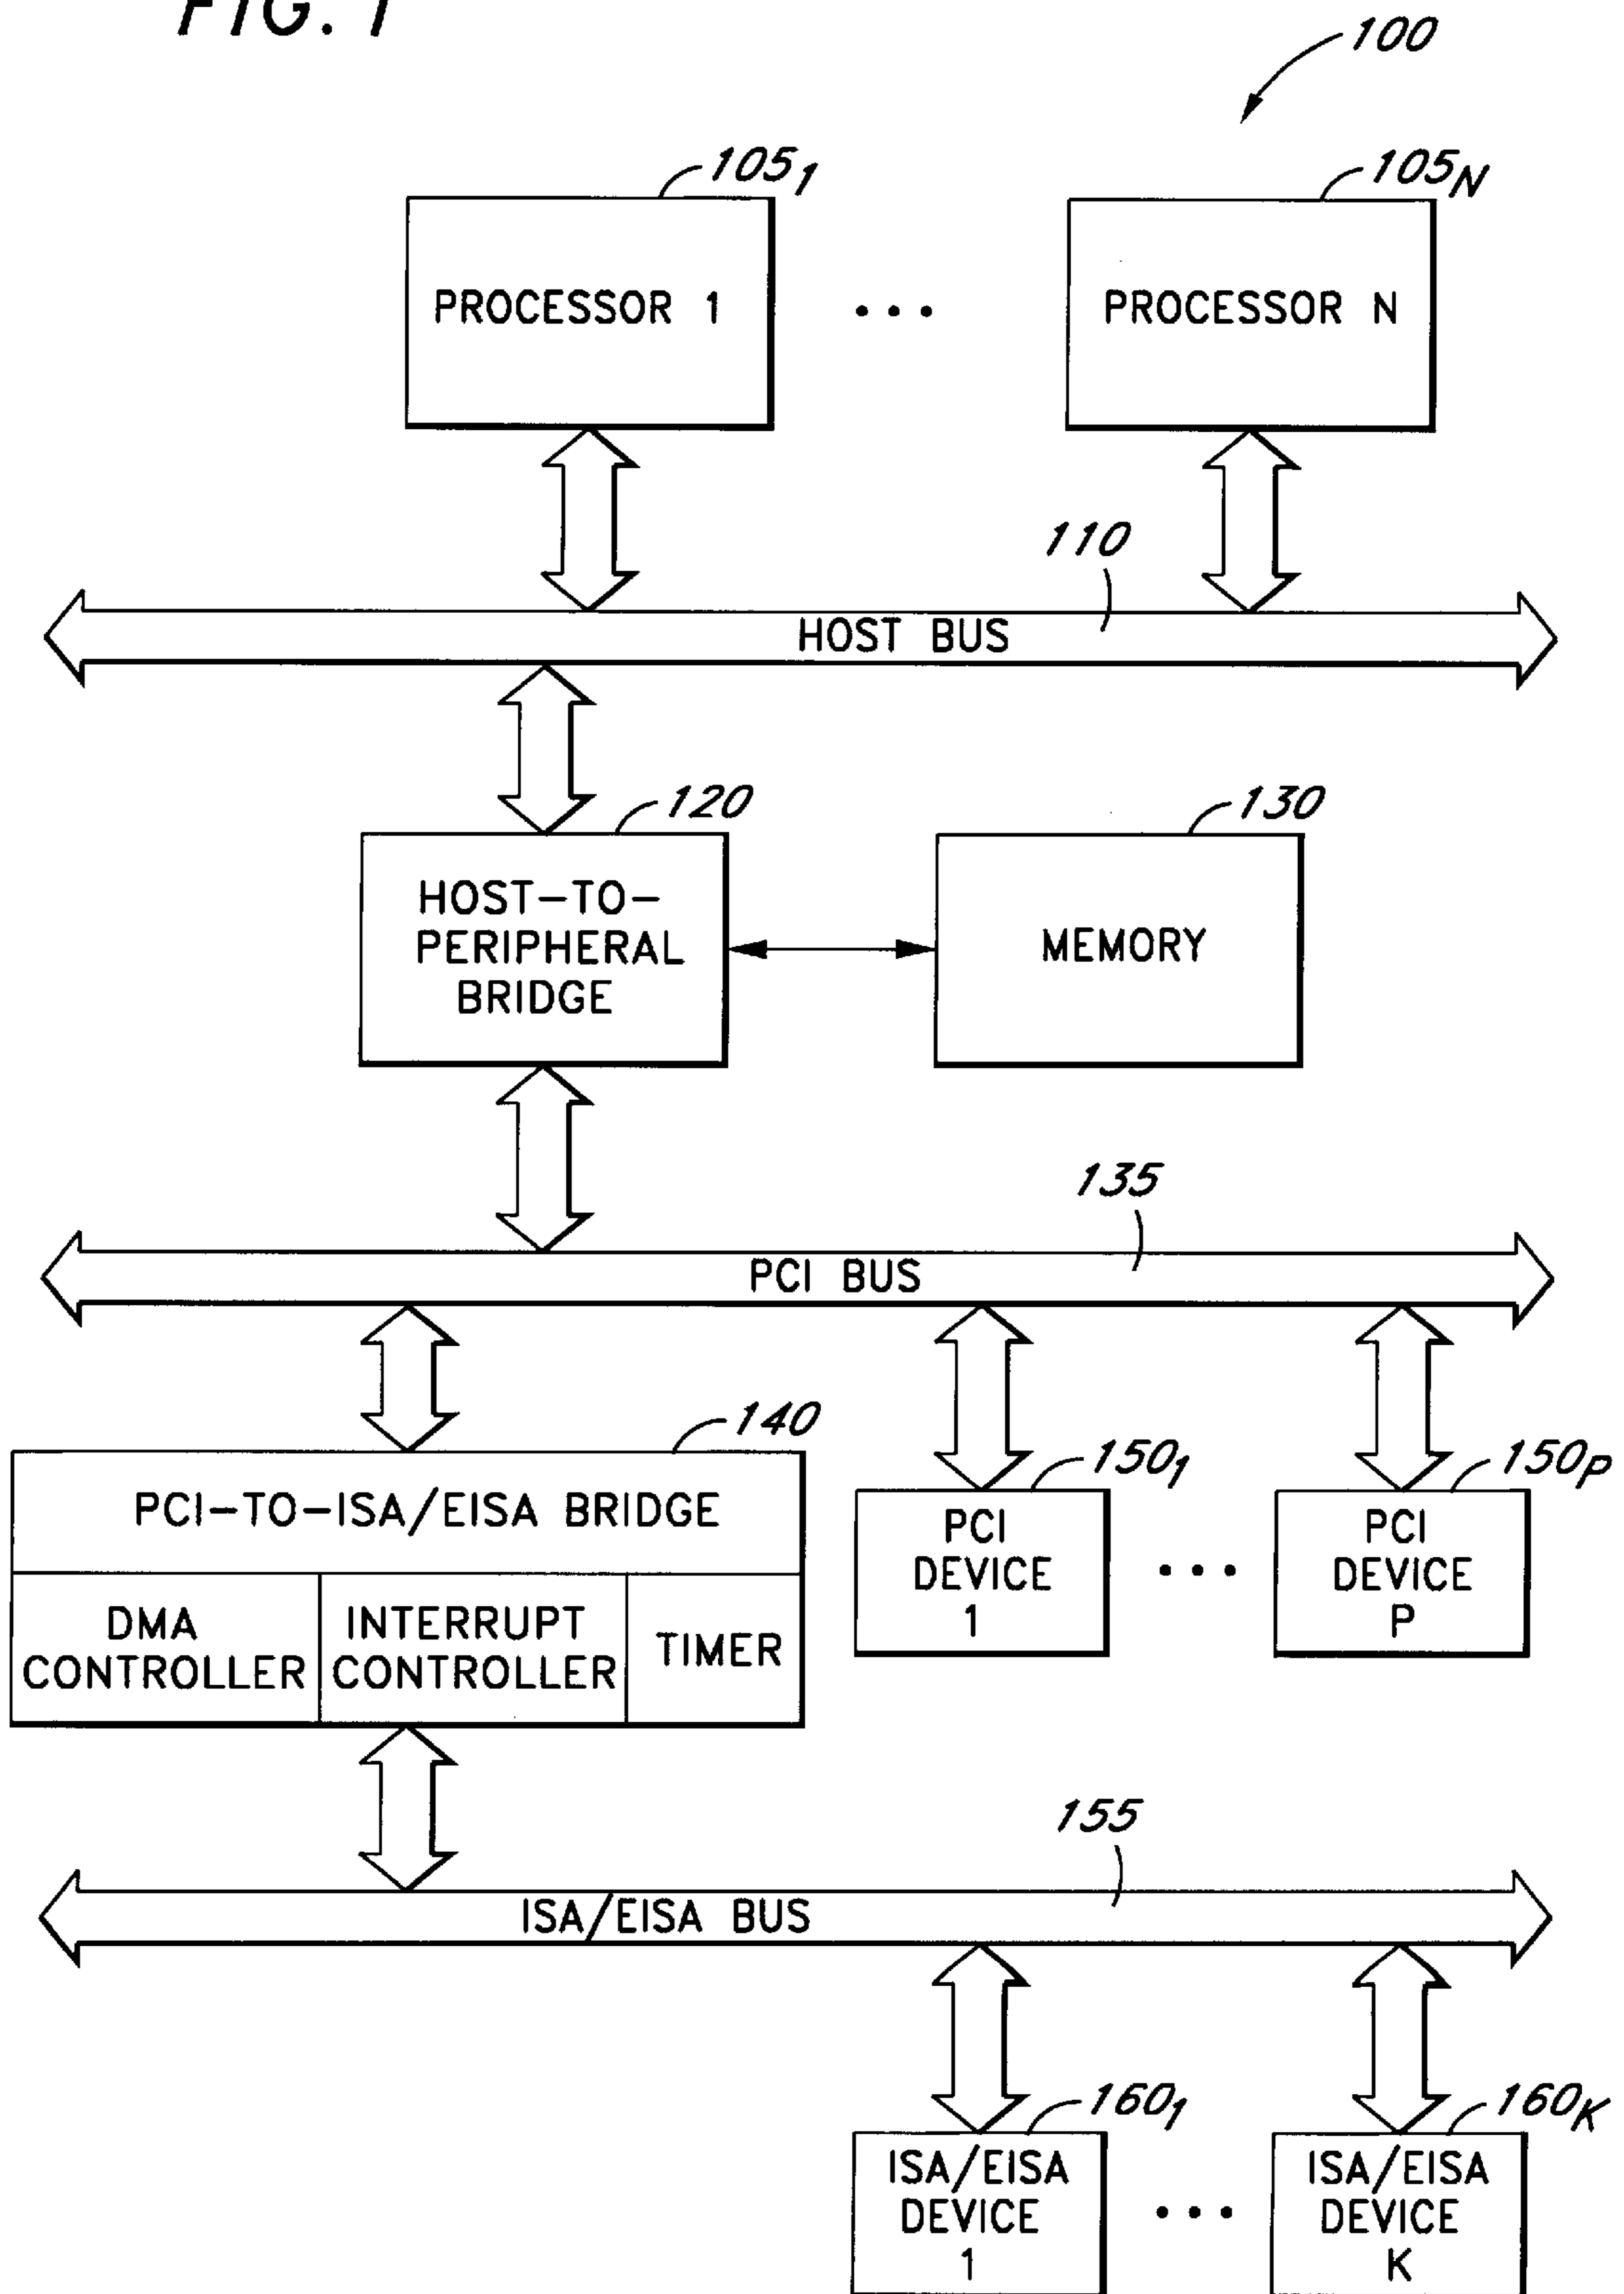 FIG. 1
100
105₁
105N
PROCESSOR 1
• • •
PROCESSOR N
110
HOST BUS
120
130
HOST-TO-
PERIPHERAL
BRIDGE
MEMORY
135
PCI BUS
140
150₁
150P
PCI-TO-ISA/EISA BRIDGE
DMA
CONTROLLER
INTERRUPT
CONTROLLER
TIMER
PCI
DEVICE
1
• • •
PCI
DEVICE
P
155
ISA/EISA BUS
160₁
160K
ISA/EISA
DEVICE
1
• • •
ISA/EISA
DEVICE
K